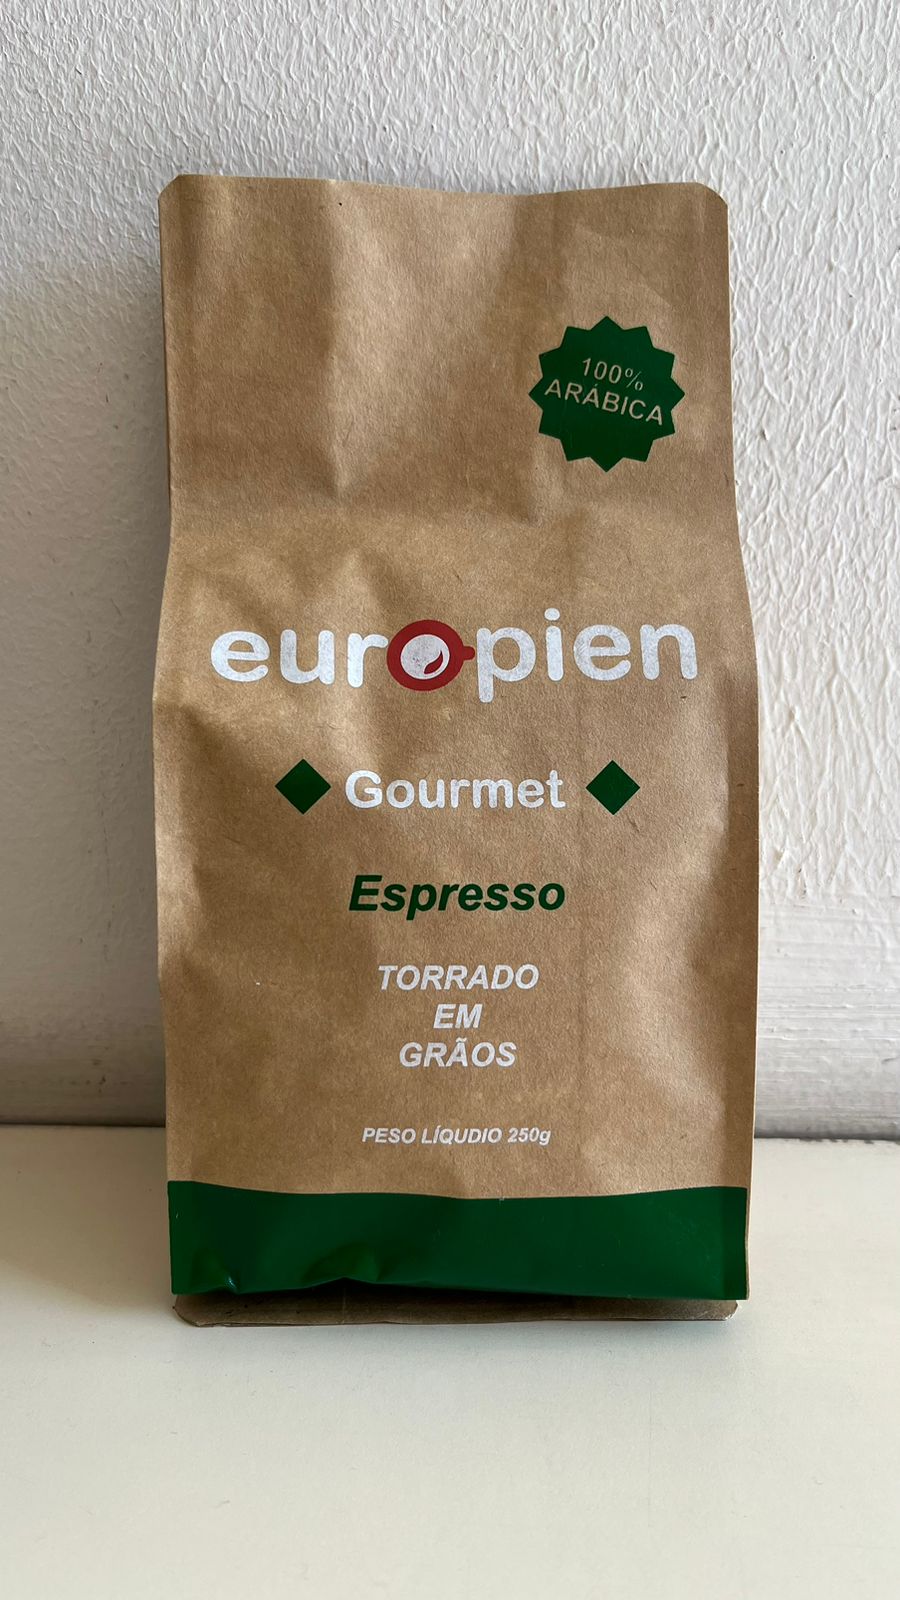 100%
ARÁBICA
europien
Gourmet
Espresso
TORRADO
EM
GRÃOS
PESO LÍQUDIO 250g